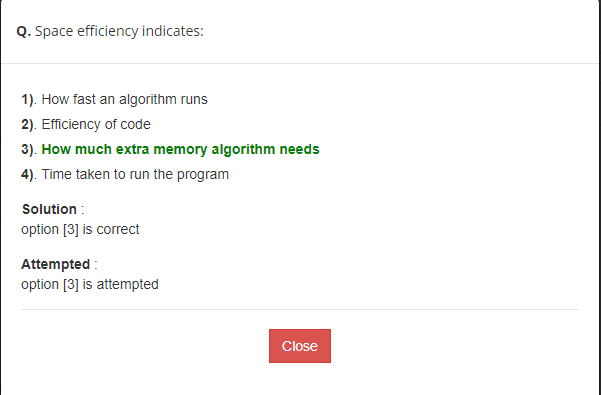 Q. Space efficiency indicates:
1). How fast an algorithm runs
2). Efficiency of code
3). How much extra memory algorithm needs
4). Time taken to run the program
Solution :
option [3] is correct
Attempted :
option [3] is attempted
Close